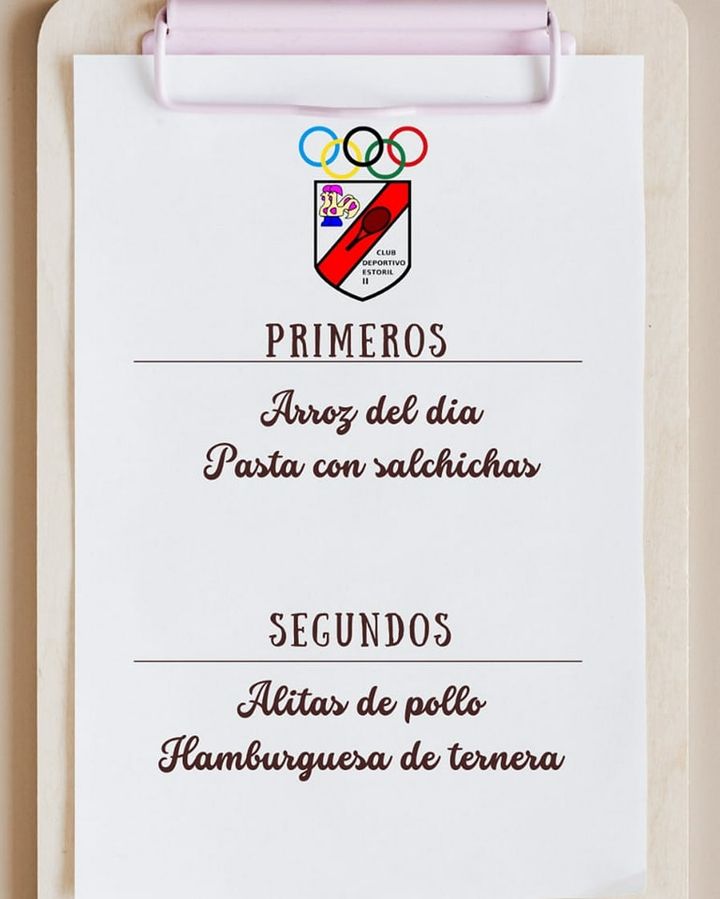 CLUB
DEPORTIVO
ESTORIL
II
PRIMEROS
Arroz del dia
Pasta con salchichas
SEGUNDOS
Alitas de pollo
Hamburguesa de ternera